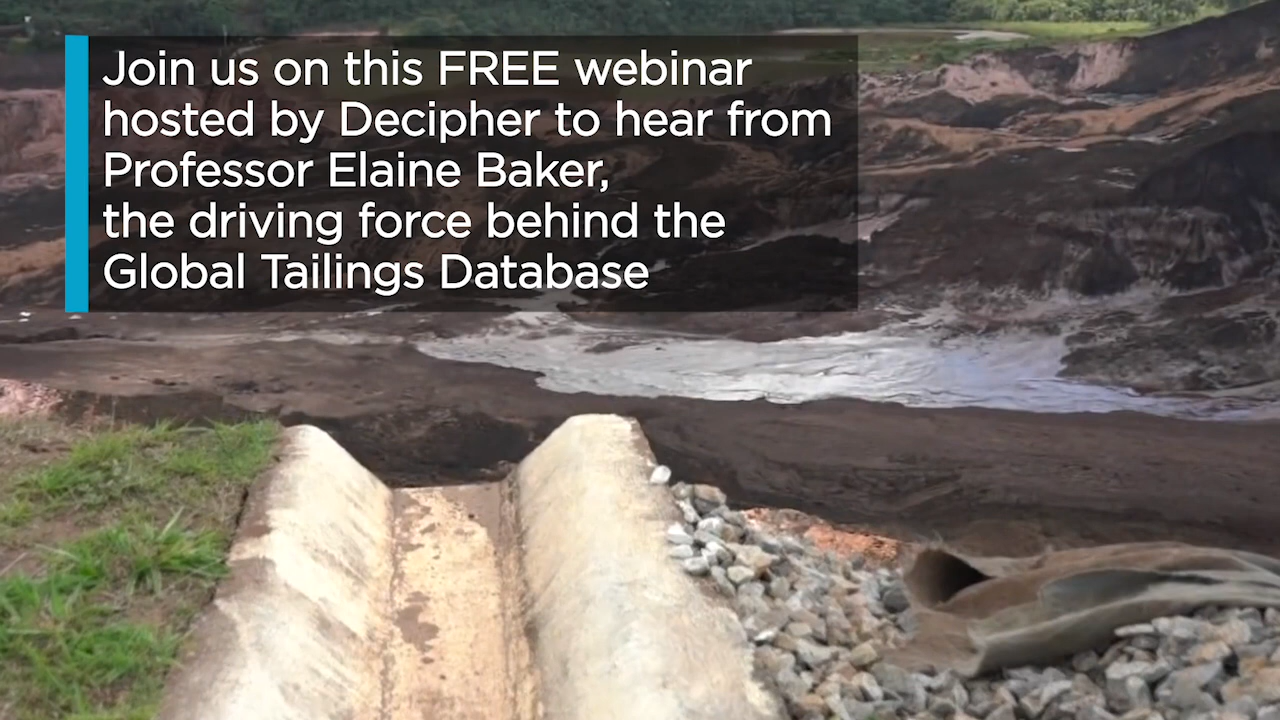 Join us on this FREE webinar
hosted by Decipher to hear from
Professor Elaine Baker,
the driving force behind the
Global Tailings Database